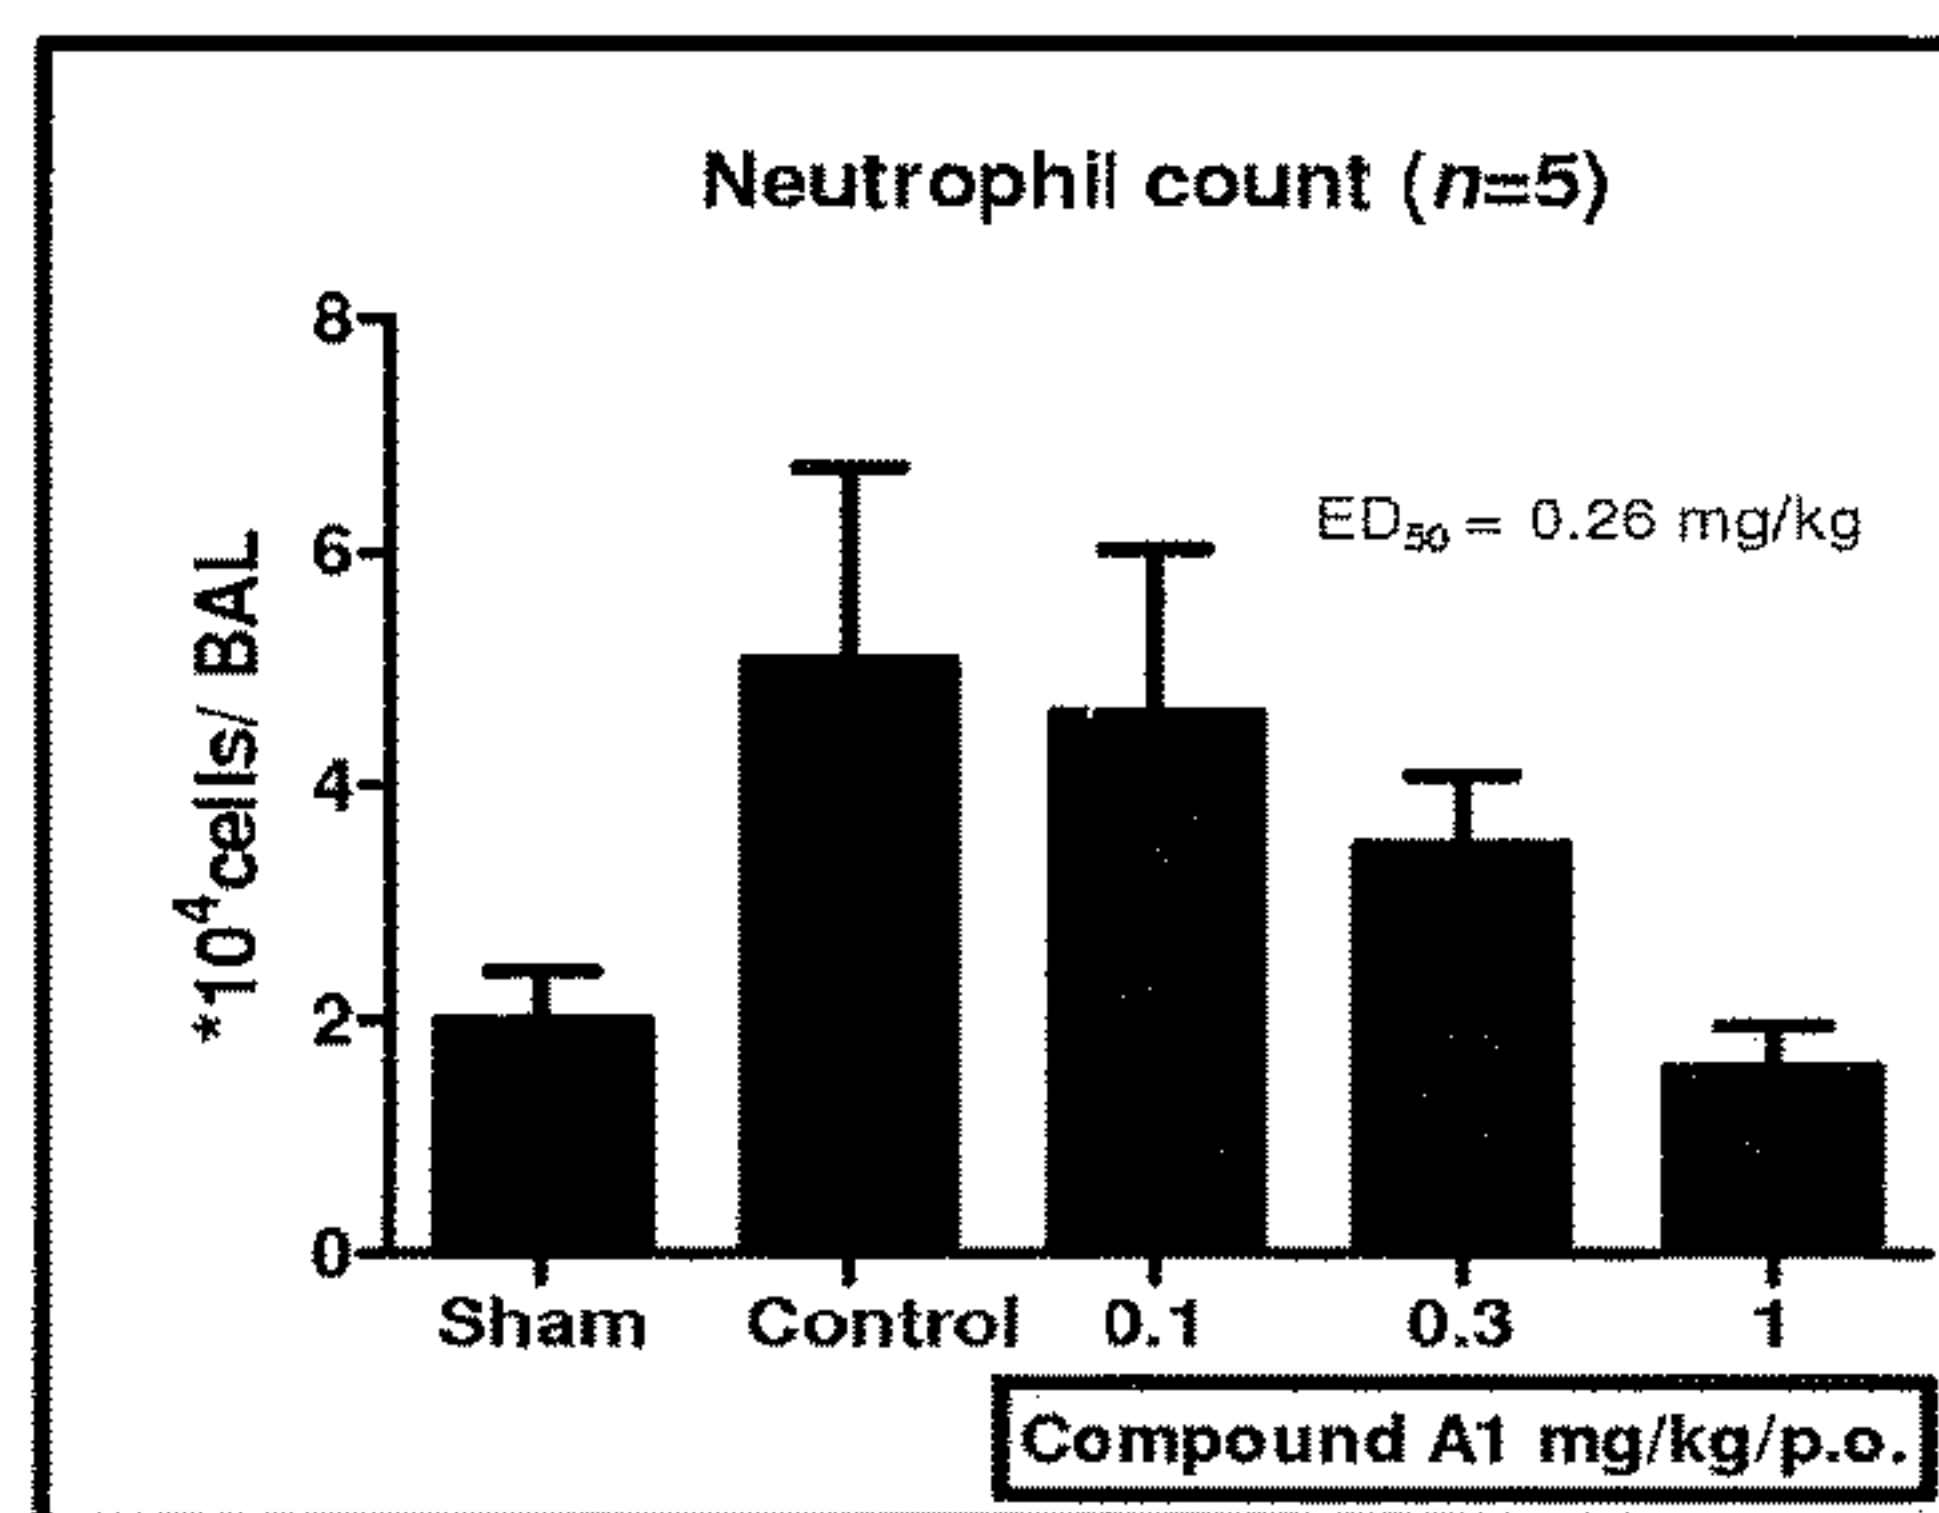 Neutrophil count (n=5)
8
6
4
2
0
*10⁴cells/ BAL
ED₅₀ = 0.26 mg/kg
Sham Control 0.1 0.3 1
Compound A1 mg/kg/p.o.